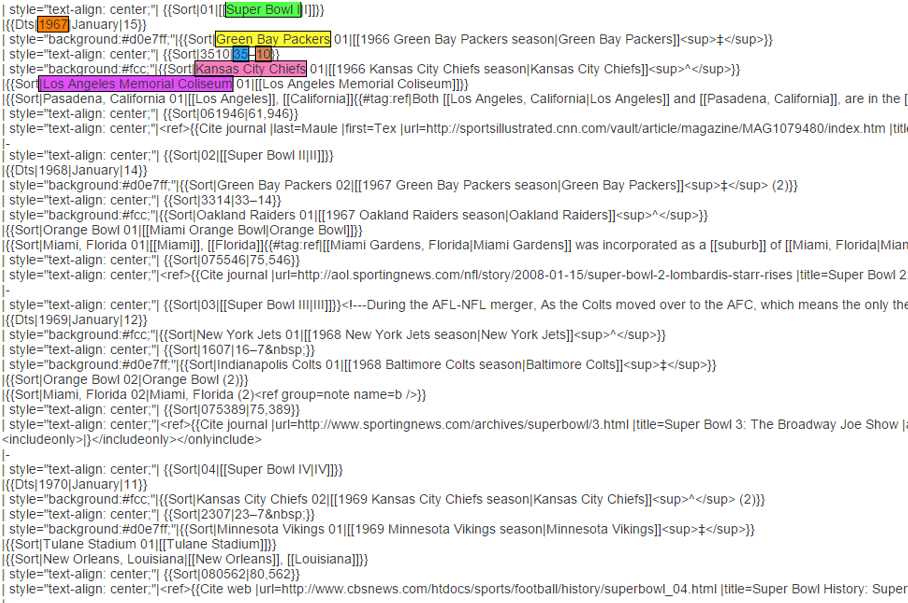 | style="text-align: center;"| {{Sort|01|[[Super Bowl I|I]]}}
|{{Dts|1967|January|15}}
| style="background:#d0e7ff;"|{{Sort|Green Bay Packers 01|[[1966 Green Bay Packers season|Green Bay Packers]]<sup>‡</sup>}}
| style="text-align: center;"| {{Sort|3510|35–10}}
| style="background:#fcc;"|{{Sort|Kansas City Chiefs 01|[[1966 Kansas City Chiefs season|Kansas City Chiefs]]<sup>^</sup>}}
|{{Sort|Los Angeles Memorial Coliseum 01|[[Los Angeles Memorial Coliseum]]}}
|{{Sort|Pasadena, California 01|[[Los Angeles]], [[California]]{{#tag:ref|Both [[Los Angeles, California|Los Angeles]] and [[Pasadena, California]], are in the [
| style="text-align: center;"| {{Sort|061946|61,946}}
| style="text-align: center;"|<ref>{{Cite journal |last=Maule |first=Tex |url=http://sportsillustrated.cnn.com/vault/article/magazine/MAG1079480/index.htm |title
|-
| style="text-align: center;"| {{Sort|02|[[Super Bowl II|II]]}}
|{{Dts|1968|January|14}}
| style="background:#d0e7ff;"|{{Sort|Green Bay Packers 02|[[1967 Green Bay Packers season|Green Bay Packers]]<sup>‡</sup> (2)}}
| style="text-align: center;"| {{Sort|3314|33–14}}
| style="background:#fcc;"|{{Sort|Oakland Raiders 01|[[1967 Oakland Raiders season|Oakland Raiders]]<sup>^</sup>}}
|{{Sort|Orange Bowl 01|[[Miami Orange Bowl|Orange Bowl]]}}
|{{Sort|Miami, Florida 01|[[Miami]], [[Florida]]{{#tag:ref|[[Miami Gardens, Florida|Miami Gardens]] was incorporated as a [[suburb]] of [[Miami, Florida|Miam
| style="text-align: center;"| {{Sort|075546|75,546}}
| style="text-align: center;"|<ref>{{Cite journal |url=http://aol.sportingnews.com/nfl/story/2008-01-15/super-bowl-2-lombardis-starr-rises |title=Super Bowl 2
|-
| style="text-align: center;"| {{Sort|03|[[Super Bowl III|III]]}}<!---During the AFL-NFL merger, As the Colts moved over to the AFC, which means the only the
|{{Dts|1969|January|12}}
| style="background:#fcc;"|{{Sort|New York Jets 01|[[1968 New York Jets season|New York Jets]]<sup>^</sup>}}
| style="text-align: center;"| {{Sort|1607|16–7&nbsp;}}
| style="background:#d0e7ff;"|{{Sort|Indianapolis Colts 01|[[1968 Baltimore Colts season|Baltimore Colts]]<sup>‡</sup>}}
|{{Sort|Orange Bowl 02|Orange Bowl (2)}}
|{{Sort|Miami, Florida 02|Miami, Florida (2)<ref group=note name=b />}}
| style="text-align: center;"| {{Sort|075389|75,389}}
| style="text-align: center;"|<ref>{{Cite journal |url=http://www.sportingnews.com/archives/superbowl/3.html |title=Super Bowl 3: The Broadway Joe Show |a
<includeonly>|}</includeonly></onlyinclude>
|-
| style="text-align: center;"| {{Sort|04|[[Super Bowl IV|IV]]}}
|{{Dts|1970|January|11}}
| style="background:#fcc;"|{{Sort|Kansas City Chiefs 02|[[1969 Kansas City Chiefs season|Kansas City Chiefs]]<sup>^</sup> (2)}}
| style="text-align: center;"| {{Sort|2307|23–7&nbsp;}}
| style="background:#d0e7ff;"|{{Sort|Minnesota Vikings 01|[[1969 Minnesota Vikings season|Minnesota Vikings]]<sup>‡</sup>}}
|{{Sort|Tulane Stadium 01|[[Tulane Stadium]]}}
|{{Sort|New Orleans, Louisiana|[[New Orleans]], [[Louisiana]]}}
| style="text-align: center;"| {{Sort|080562|80,562}}
| style="text-align: center;"|<ref>{{Cite web |url=http://www.cbsnews.com/htdocs/sports/football/history/superbowl_04.html |title=Super Bowl History: Super